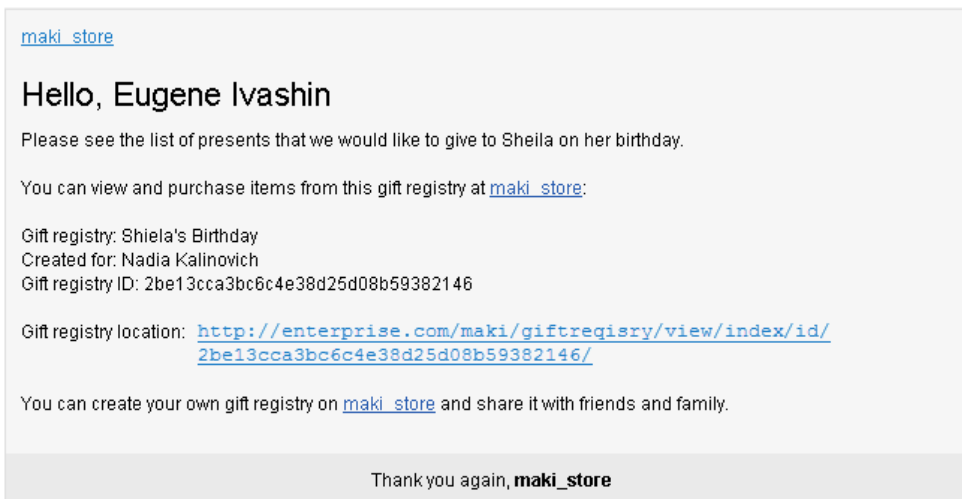 maki_store
Hello, Eugene Ivashin
Please see the list of presents that we would like to give to Sheila on her birthday.
You can view and purchase items from this gift registry at maki_store:
Gift registry: Shiela's Birthday
Created for: Nadia Kalinovich
Gift registry ID: 2be13cca3bc6c4e38d25d08b59382146
Gift registry location: http://enterprise.com/maki/giftreqisry/view/index/id/
2be13cca3bc6c4e38d25d08b59382146/
You can create your own gift registry on maki_store and share it with friends and family.
Thank you again, maki_store